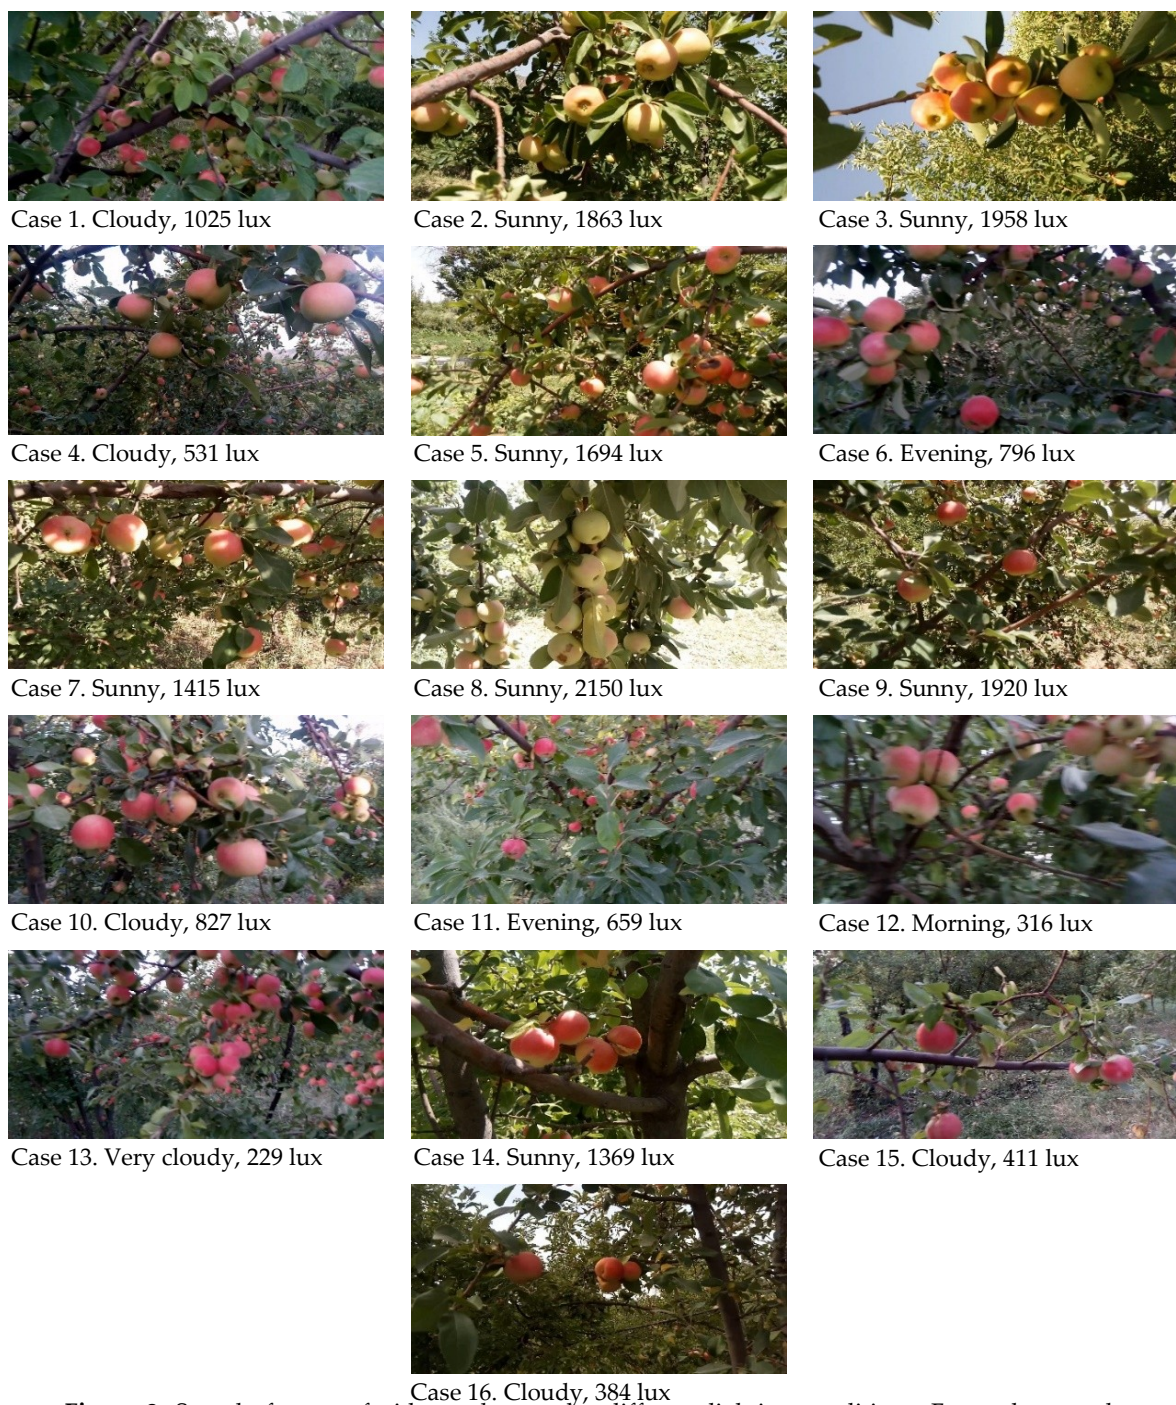 Case 1. Cloudy, 1025 lux
Case 2. Sunny, 1863 lux
Case 3. Sunny, 1958 lux
Case 4. Cloudy, 531 lux
Case 5. Sunny, 1694 lux
Case 6. Evening, 796 lux
Case 7. Sunny, 1415 lux
Case 8. Sunny, 2150 lux
Case 9. Sunny, 1920 lux
Case 10. Cloudy, 827 lux
Case 11. Evening, 659 lux
Case 12. Morning, 316 lux
Case 13. Very cloudy, 229 lux
Case 14. Sunny, 1369 lux
Case 15. Cloudy, 411 lux
Case 16. Cloudy, 384 lux